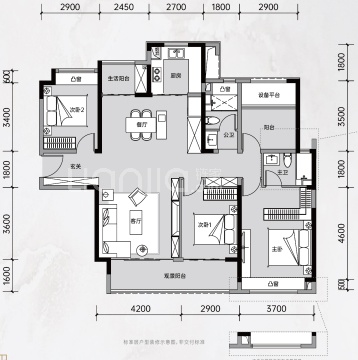 2900 2450 2700 1800 2900
凸窗 生活阳台 厨房 凸窗 设备平台
次卧2 餐厅 公卫 阳台
玄关 主卫
客厅 次卧1 主卧
观景阳台 凸窗
600 3400 1800 3600 1600
1800 3500 1800 4600 500
4200 2900 3700